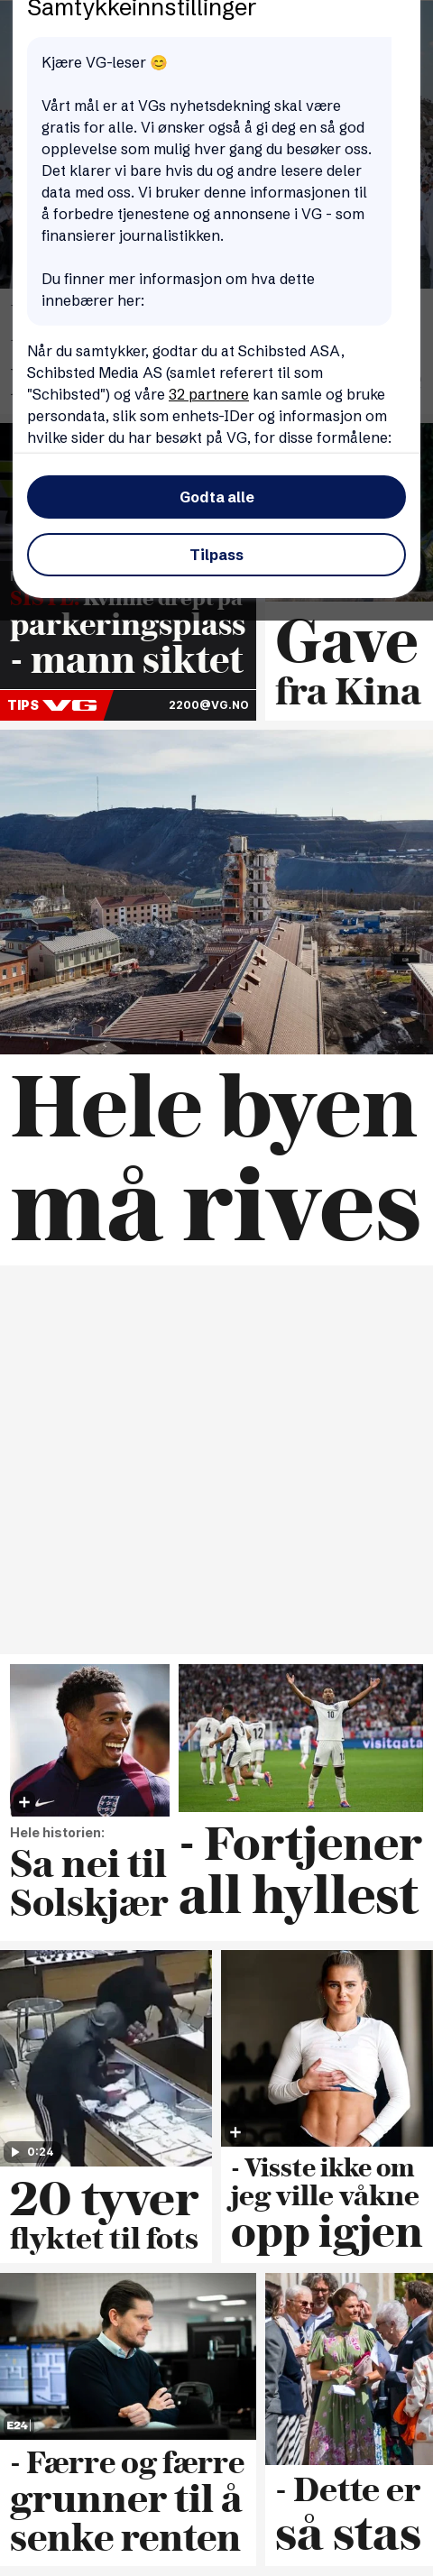 Samtykkeinnstillinger
Kjære VG-leser 😊
Vårt mål er at VGs nyhetsdekning skal være
gratis for alle. Vi ønsker også å gi deg en så god
opplevelse som mulig hver gang du besøker oss.
Det klarer vi bare hvis du og andre lesere deler
data med oss. Vi bruker denne informasjonen til
å forbedre tjenestene og annonsene i VG - som
finansierer journalistikken.
Du finner mer informasjon om hva dette
innebærer her:
Når du samtykker, godtar du at Schibsted ASA,
Schibsted Media AS (samlet referert til som
"Schibsted") og våre 32 partnere kan samle og bruke
persondata, slik som enhets-IDer og informasjon om
hvilke sider du har besøkt på VG, for disse formålene:
Godta alle
Tilpass
SISTE: Kvinne drept på
parkeringsplass
- mann siktet
TIPS VG 2200@VG.NO
Gave
fra Kina
Hele byen
må rives
Hele historien:
Sa nei til
Solskjær
4
12
10
visitqata
- Fortjener
all hyllest
0:24
20 tyver
flyktet til fots
- Visste ikke om
jeg ville våkne
opp igjen
E24
- Færre og færre
grunner til å
senke renten
- Dette er
så stas